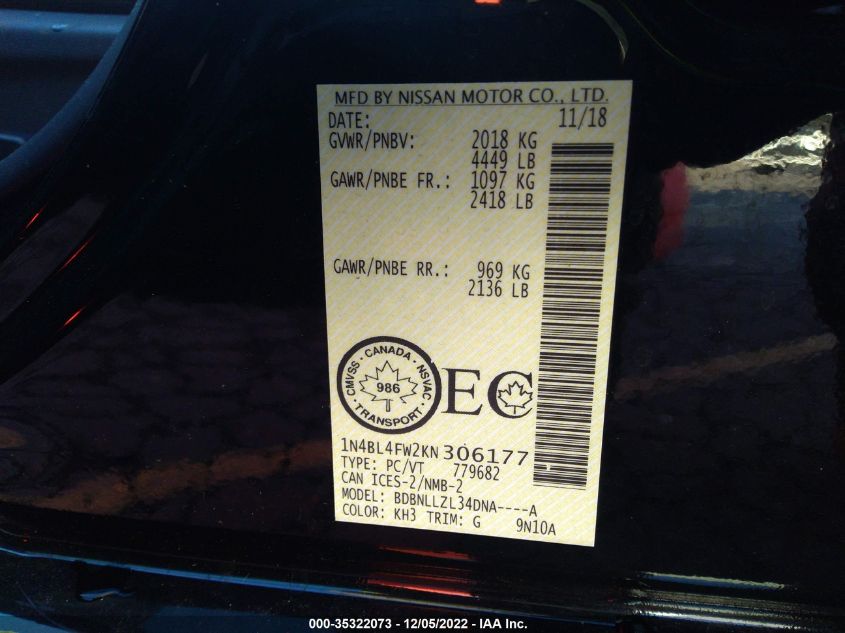 MFD BY NISSAN MOTOR CO., LTD.
DATE: 11/18
GVWR/PNBV: 2018 KG
4449 LB
GAWR/PNBE FR.: 1097 KG
2418 LB
GAWR/PNBE RR.: 969 KG
2136 LB
CMVSS · CANADA · NSVAC
986
· TRANSPORT ·
EC
1N4BL4FW2KN306177
TYPE: PC/VT 779682
CAN ICES-2/NMB-2
MODEL: BDBNLLZL34DNA----A
COLOR: KH3 TRIM: G 9N10A
000-35322073 - 12/05/2022 - IAA Inc.